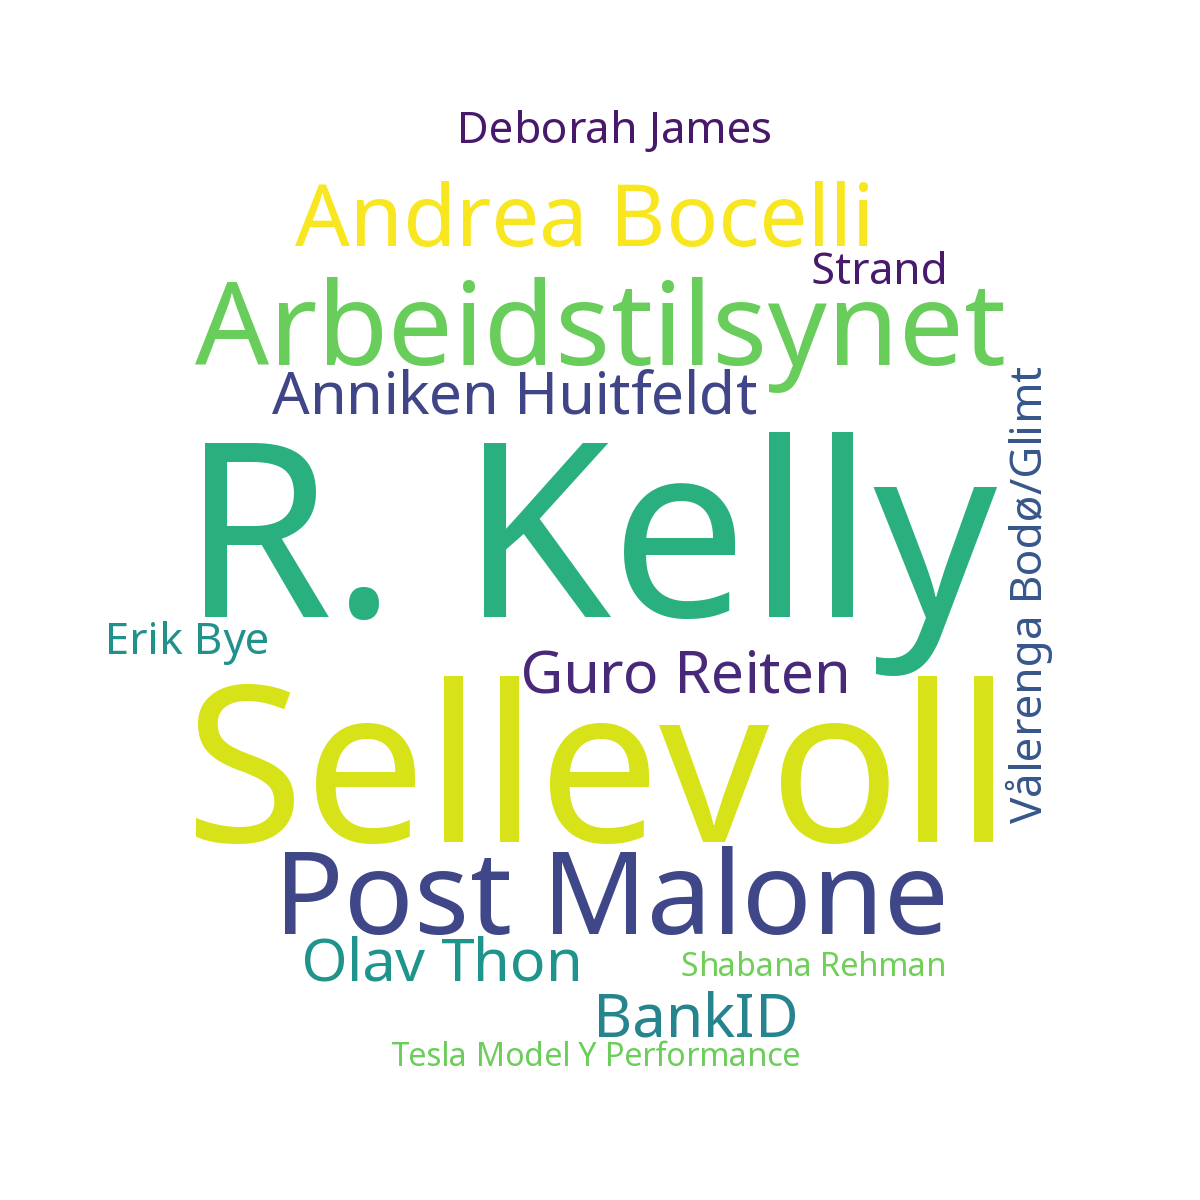 Deborah James
Andrea Bocelli
Strand
Arbeidstilsynet
Anniken Huitfeldt
Vålerenga Bodø/Glimt
R. Kelly
Erik Bye
Guro Reiten
Sellevoll
Post Malone
Olav Thon
Shabana Rehman
BankID
Tesla Model Y Performance